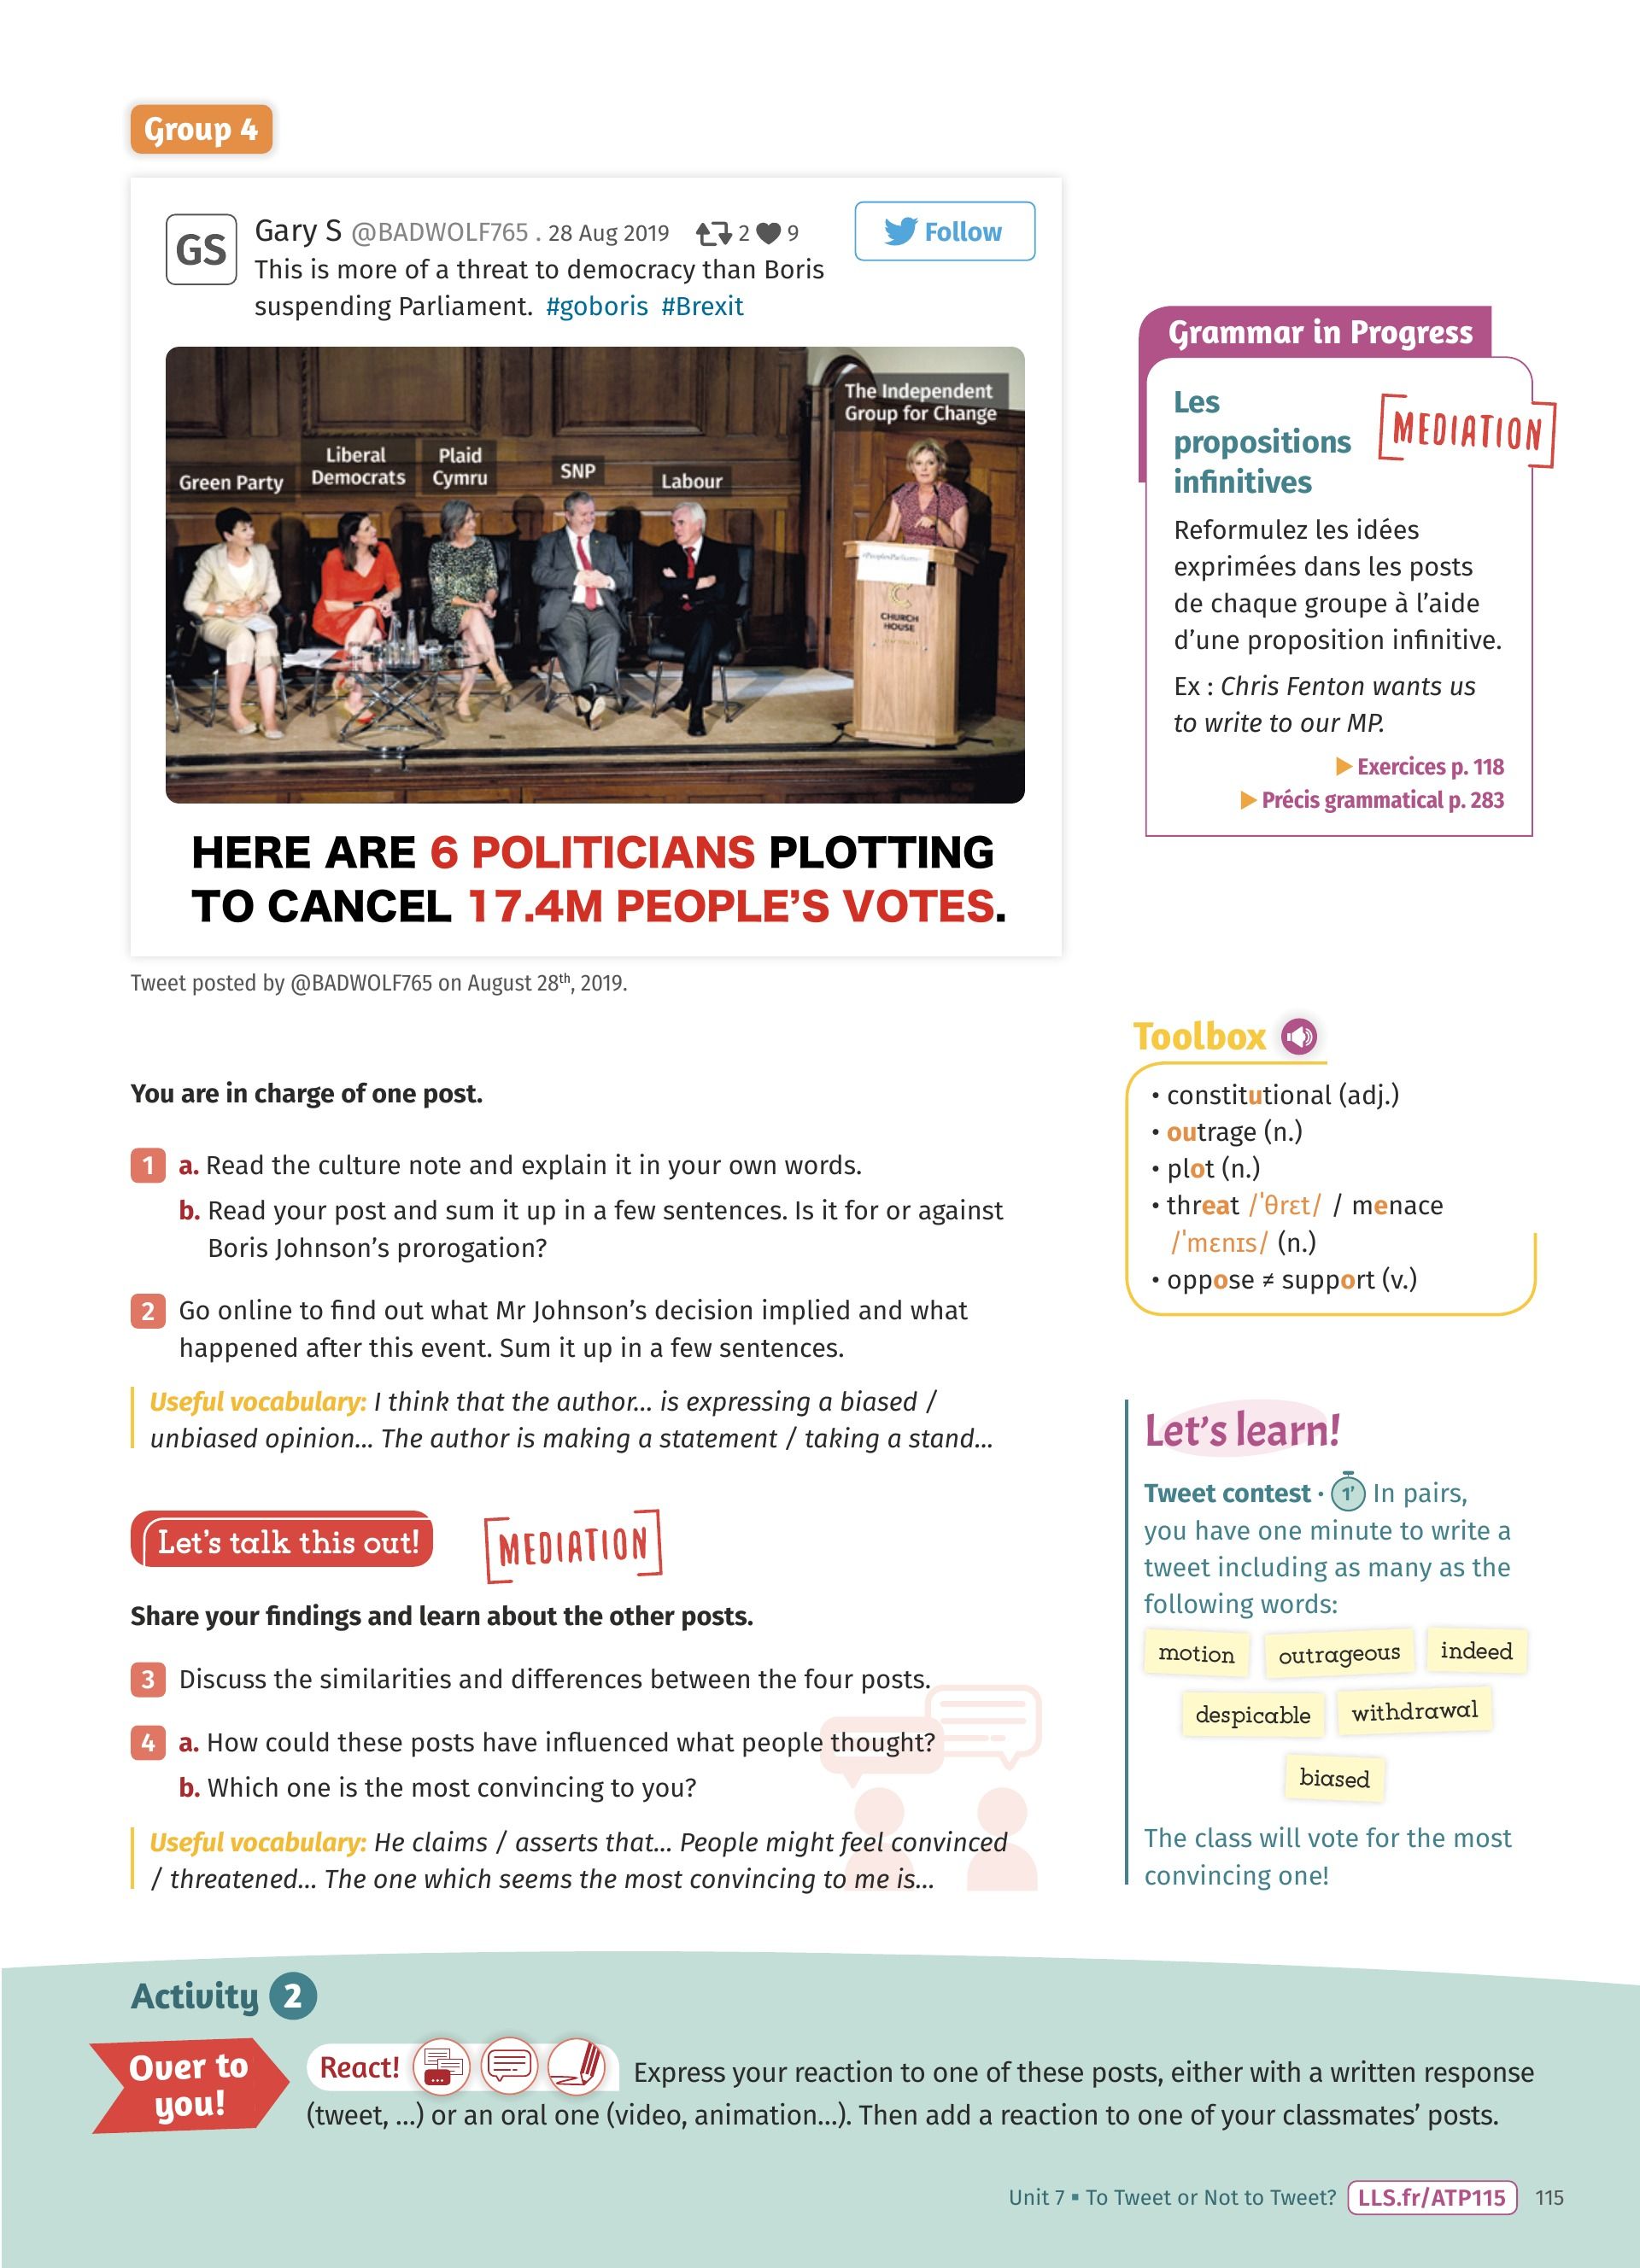 Group 4
GS
Gary S @BADWOLF765 . 28 Aug 2019 2 9
Follow
This is more of a threat to democracy than Boris
suspending Parliament. #goboris #Brexit
The Independent
Group for Change
Green Party
Liberal
Democrats
Plaid
Cymru
SNP
Labour
CHURCH
HOUSE
HERE ARE 6 POLITICIANS PLOTTING
TO CANCEL 17.4M PEOPLE'S VOTES.
Tweet posted by @BADWOLF765 on August 28th, 2019.
Grammar in Progress
Les
propositions
infinitives
MEDIATION
Reformulez les idées
exprimées dans les posts
de chaque groupe à l'aide
d'une proposition infinitive.
Ex : Chris Fenton wants us
to write to our MP.
▶ Exercices p. 118
▶ Précis grammatical p. 283
You are in charge of one post.
1 a. Read the culture note and explain it in your own words.
b. Read your post and sum it up in a few sentences. Is it for or against
Boris Johnson's prorogation?
2 Go online to find out what Mr Johnson's decision implied and what
happened after this event. Sum it up in a few sentences.
Useful vocabulary: I think that the author... is expressing a biased /
unbiased opinion... The author is making a statement / taking a stand...
Toolbox
• constitutional (adj.)
• outrage (n.)
• plot (n.)
• threat /ˈθrɛt/ / menace
/ˈmɛnɪs/ (n.)
• oppose ≠ support (v.)
Let's talk this out!
MEDIATION
Share your findings and learn about the other posts.
3 Discuss the similarities and differences between the four posts.
4 a. How could these posts have influenced what people thought?
b. Which one is the most convincing to you?
Useful vocabulary: He claims / asserts that... People might feel convinced
/ threatened... The one which seems the most convincing to me is...
Let's learn!
Tweet contest · 1' In pairs,
you have one minute to write a
tweet including as many as the
following words:
motion outrageous indeed
despicable withdrawal
biased
The class will vote for the most
convincing one!
Activity 2
Over to
you!
React!
Express your reaction to one of these posts, either with a written response
(tweet, ...) or an oral one (video, animation...). Then add a reaction to one of your classmates' posts.
Unit 7 ▪ To Tweet or Not to Tweet? LLS.fr/ATP115 115